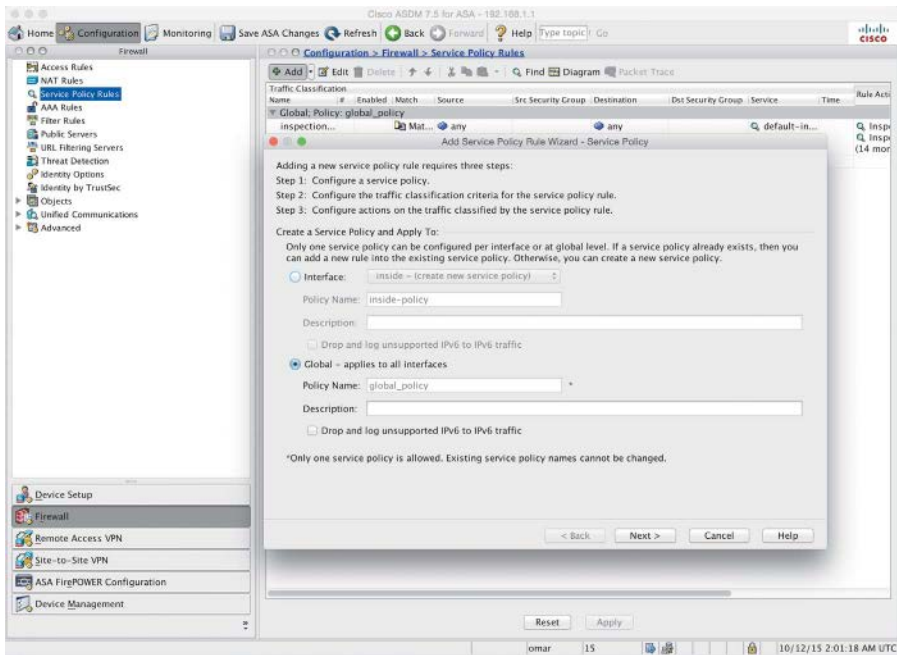 Cisco ASDM 7.5 for ASA - 192.168.1.1
Home Configuration Monitoring Save ASA Changes Refresh Back Forward Help Type topic Go
CISCO
Firewall
Access Rules
NAT Rules
Service Policy Rules
AAA Rules
Filter Rules
Public Servers
URL Filtering Servers
Threat Detection
Identity Options
Identity by TrustSec
Objects
Unified Communications
Advanced
Device Setup
Firewall
Remote Access VPN
Site-to-Site VPN
ASA FirePOWER Configuration
Device Management
Configuration > Firewall > Service Policy Rules
Add Edit Delete Find Diagram Packet Trace
Traffic Classification
Name # Enabled Match Source Src Security Group Destination Dst Security Group Service Time Rule Acti
Global; Policy: global_policy
inspection... Mat... any any default-in... Insp
Insp
(14 mor
Add Service Policy Rule Wizard - Service Policy
Adding a new service policy rule requires three steps:
Step 1: Configure a service policy.
Step 2: Configure the traffic classification criteria for the service policy rule.
Step 3: Configure actions on the traffic classified by the service policy rule.
Create a Service Policy and Apply To:
Only one service policy can be configured per interface or at global level. If a service policy already exists, then you
can add a new rule into the existing service policy. Otherwise, you can create a new service policy.
Interface: inside - (create new service policy)
Policy Name: inside-policy
Description:
Drop and log unsupported IPv6 to IPv6 traffic
Global - applies to all interfaces
Policy Name: global_policy *
Description:
Drop and log unsupported IPv6 to IPv6 traffic
*Only one service policy is allowed. Existing service policy names cannot be changed.
< Back Next > Cancel Help
Reset Apply
omar 15 10/12/15 2:01:18 AM UTC